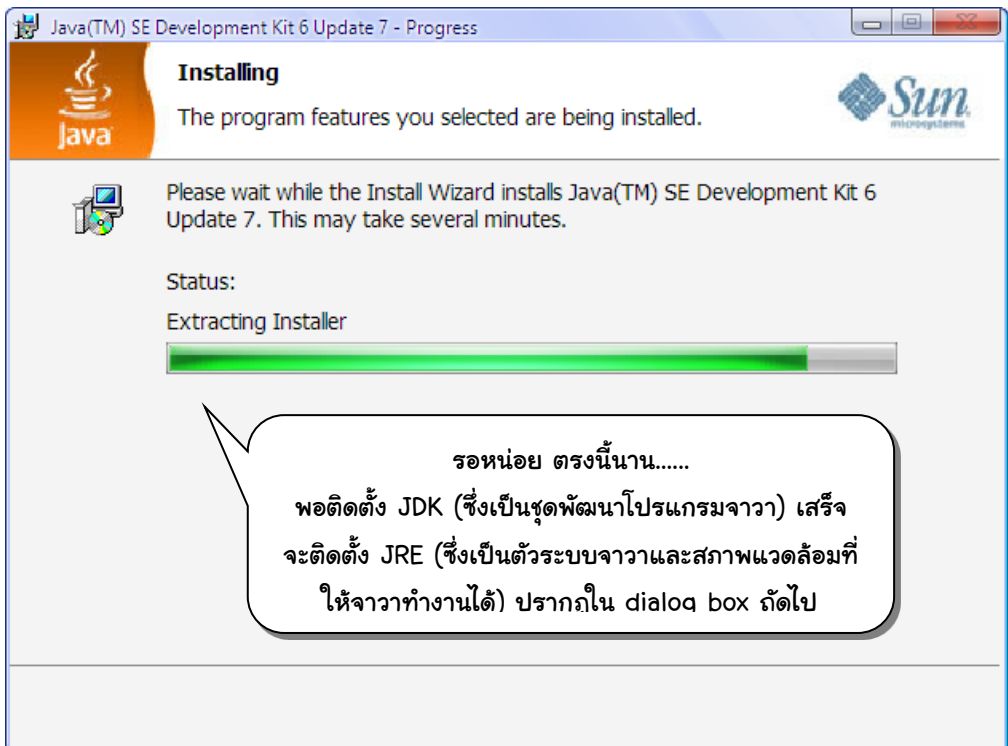 Java(TM) SE Development Kit 6 Update 7 - Progress
Java
Installing
The program features you selected are being installed.
Sun
microsystems
Please wait while the Install Wizard installs Java(TM) SE Development Kit 6
Update 7. This may take several minutes.
Status:
Extracting Installer
รอหน่อย ตรงนี้นาน......
พอติดตั้ง JDK (ซึ่งเป็นชุดพัฒนาโปรแกรมจาวา) เสร็จ
จะติดตั้ง JRE (ซึ่งเป็นตัวระบบจาวาและสภาพแวดล้อมที่
ให้จาวาทำงานได้) ปรากฏใน dialog box ถัดไป